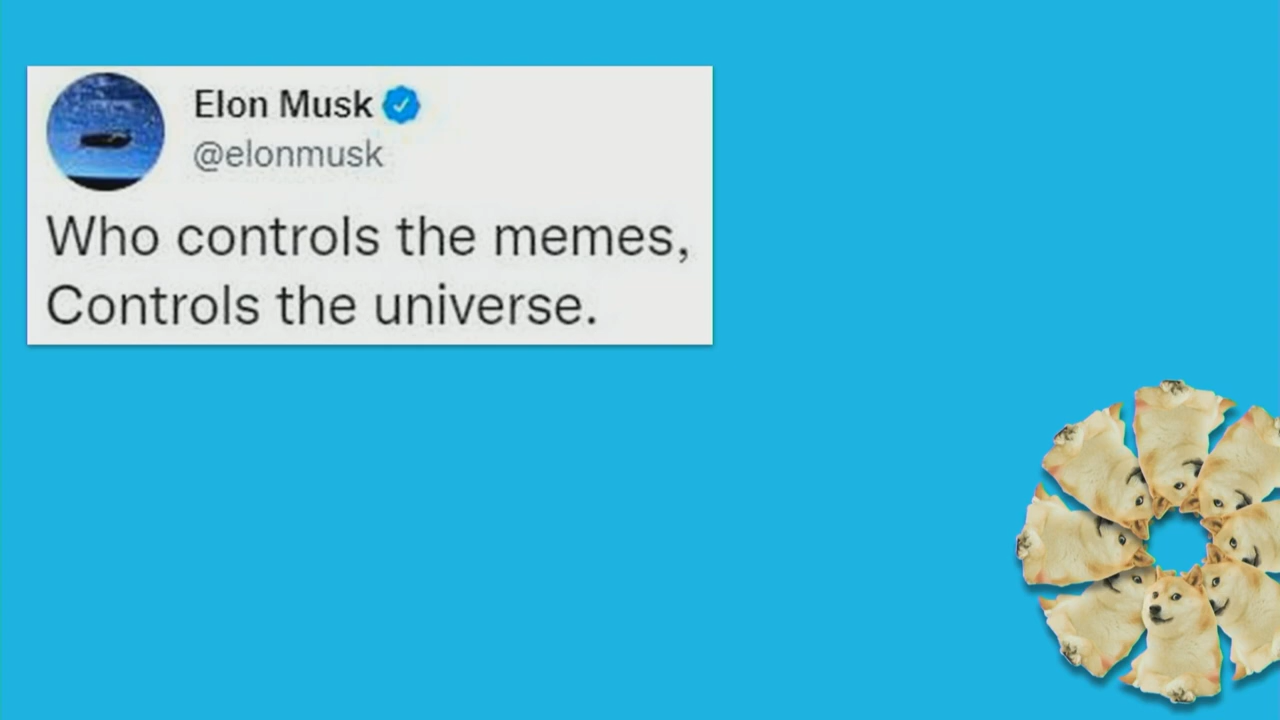 Elon Musk
@elonmusk
Who controls the memes,
Controls the universe.